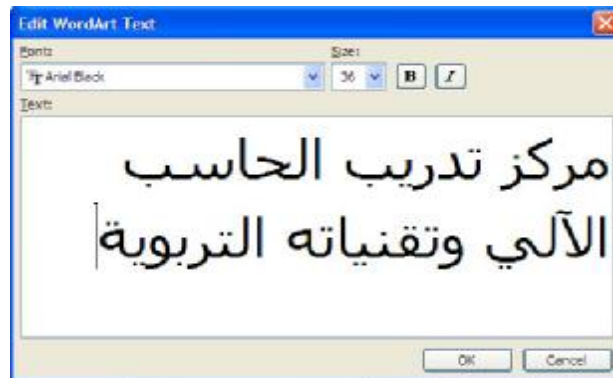 Edit WordArt Text
Font:
Size:
Arial Black
36
B
I
Text:
مركز تدريب الحاسب
الآلي وتقنياته التربوية
OK
Cancel